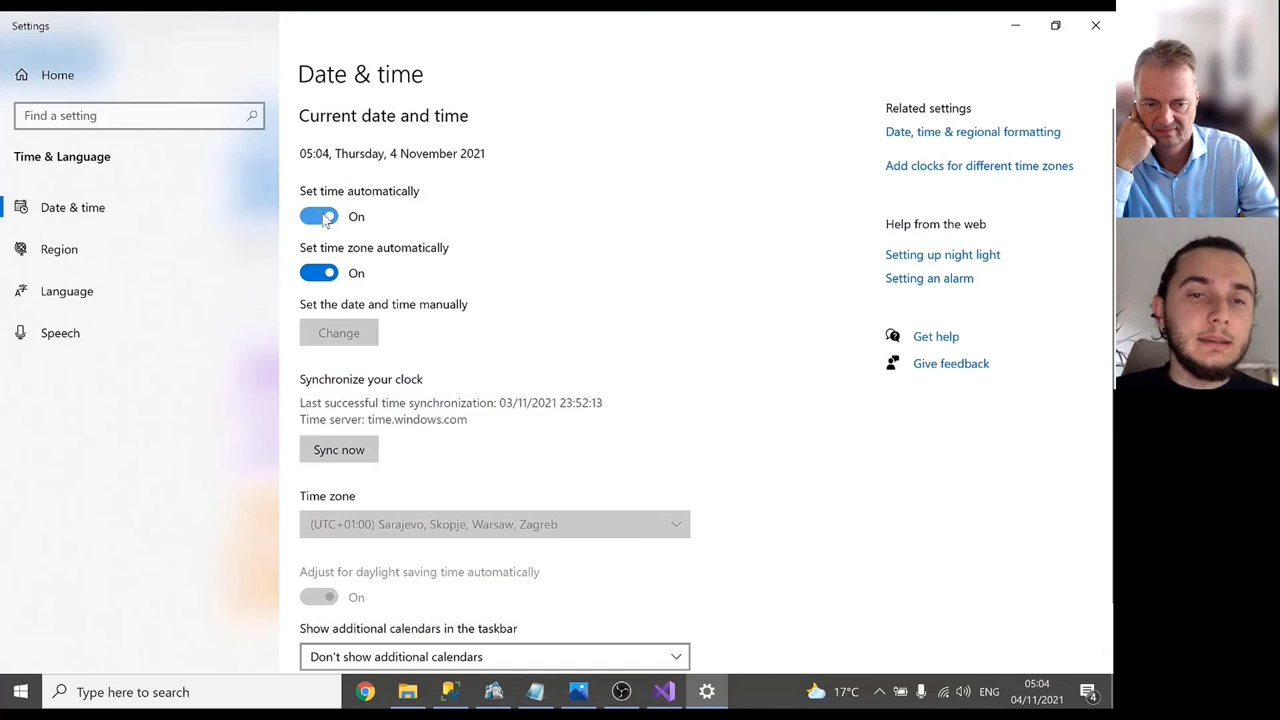 Settings
Home
Find a setting
Time & Language
Date & time
Region
Language
Speech
Date & time
Current date and time
05:04, Thursday, 4 November 2021
Set time automatically
On
Set time zone automatically
On
Set the date and time manually
Change
Synchronize your clock
Last successful time synchronization: 03/11/2021 23:52:13
Time server: time.windows.com
Sync now
Time zone
(UTC+01:00) Sarajevo, Skopje, Warsaw, Zagreb
Adjust for daylight saving time automatically
On
Show additional calendars in the taskbar
Don't show additional calendars
Related settings
Date, time & regional formatting
Add clocks for different time zones
Help from the web
Setting up night light
Setting an alarm
Get help
Give feedback
Type here to search
17°C
ENG
05:04
04/11/2021
4